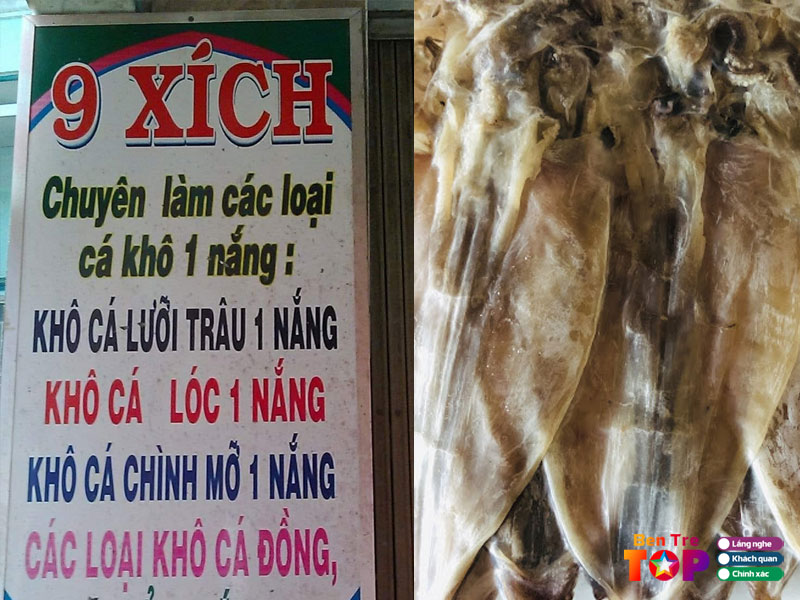 9 XÍCH
Chuyên làm các loại
cá khô 1 nắng :
KHÔ CÁ LƯỠI TRÂU 1 NẮNG
KHÔ CÁ LÓC 1 NẮNG
KHÔ CÁ CHÌNH MỠ 1 NẮNG
CÁC LOẠI KHÔ CÁ ĐỒNG,
Ben Tre
TOP
Lắng nghe
Khách quan
Chính xác